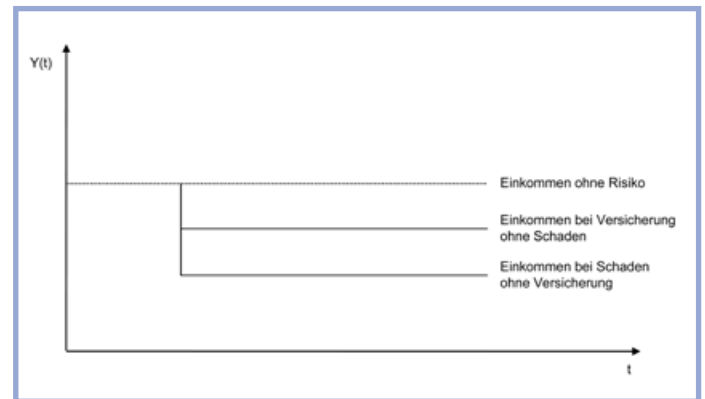 Y(t)
Einkommen ohne Risiko
Einkommen bei Versicherung
ohne Schaden
Einkommen bei Schaden
ohne Versicherung
t